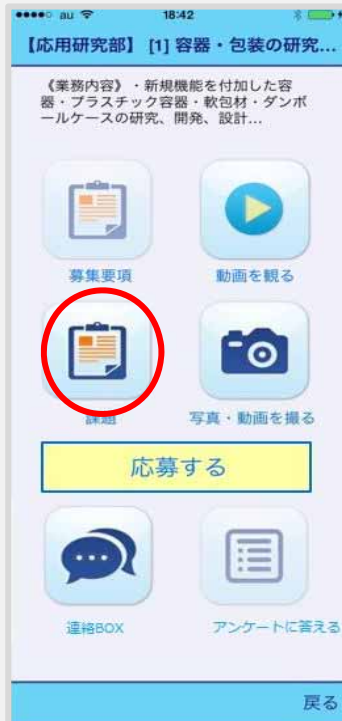 au 18:42
【応用研究部】 [1] 容器・包装の研究...
《業務内容》・新規機能を付加した容
器・プラスチック容器・軟包材・ダンボ
ールケースの研究、開発、設計...
募集要項 動画を観る
課題 写真・動画を撮る
応募する
連絡BOX アンケートに答える
戻る